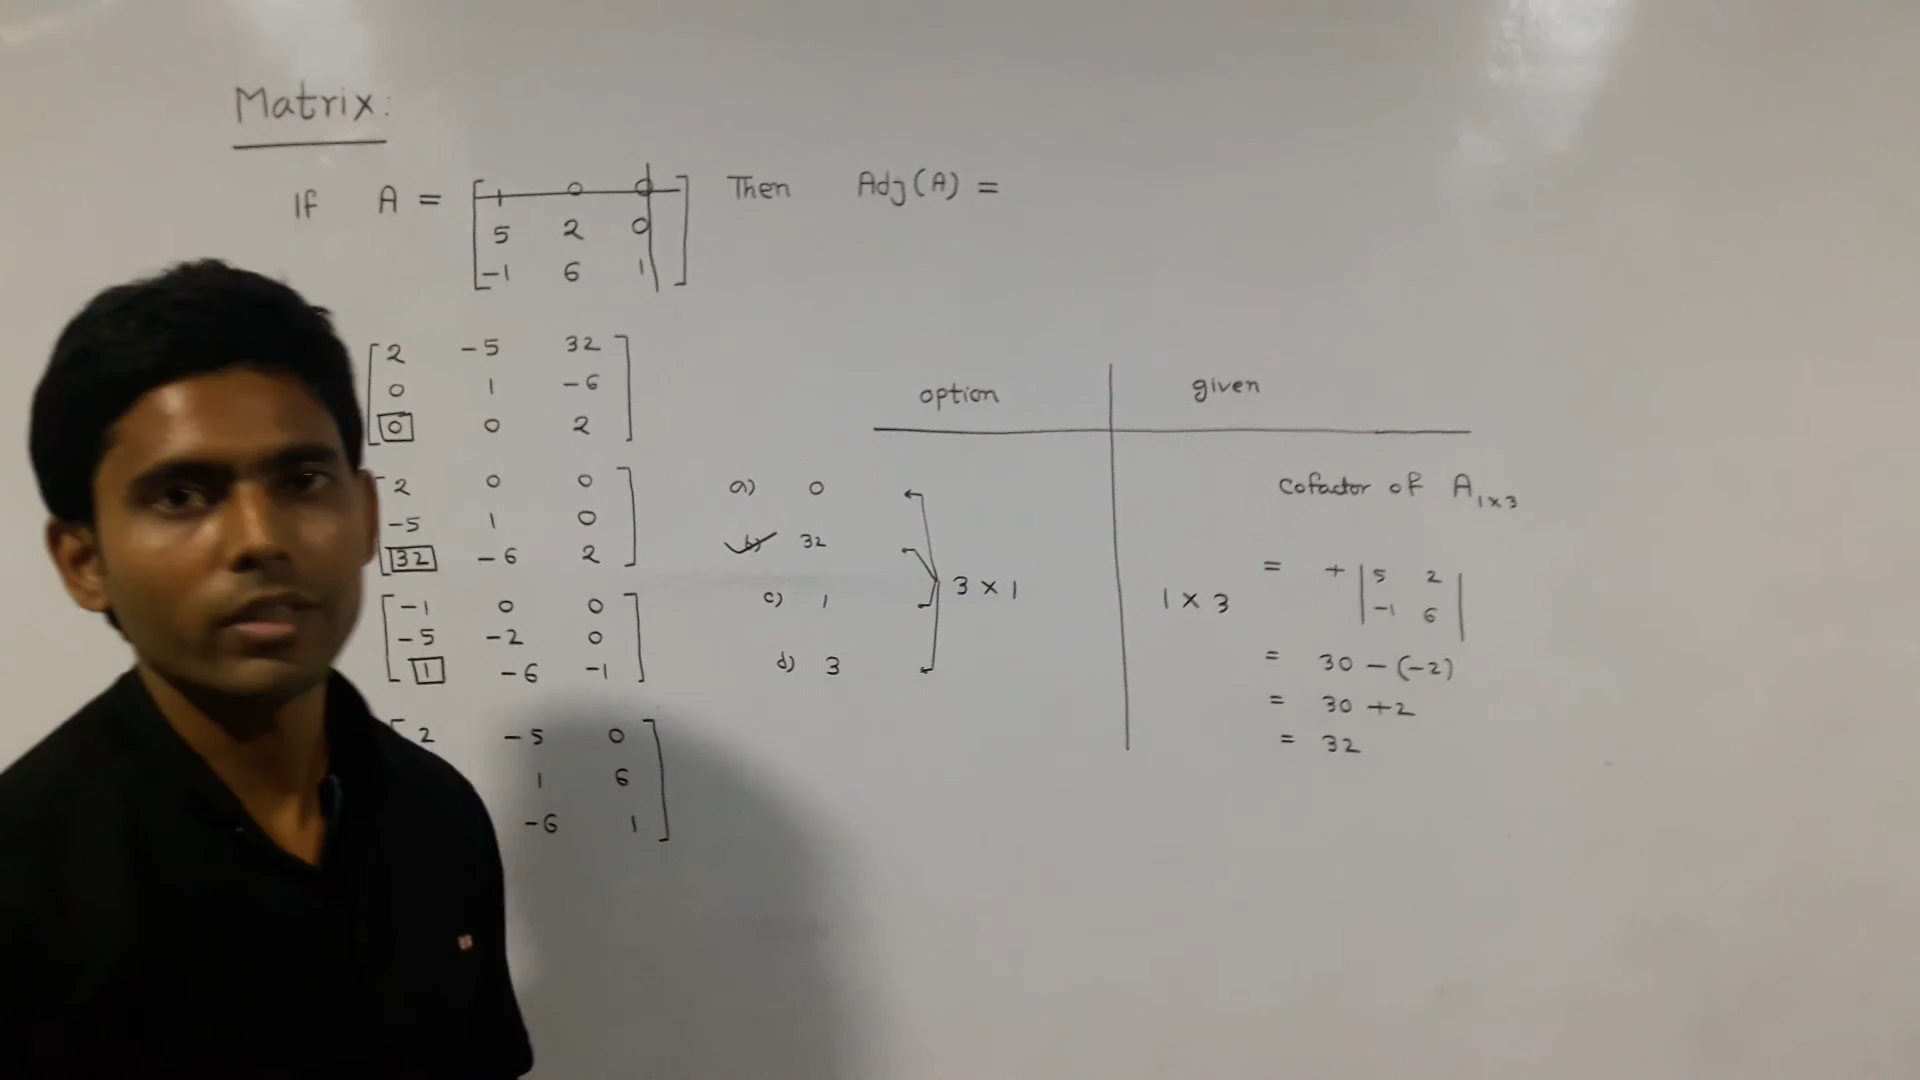 Matrix:
If A = [ 1 0 0 ] Then Adj(A) =
5 2 0
-1 6 1
2 -5 32
0 1 -6
0 0 2
2 0 0
-5 1 0
32 -6 2
-1 0 0
-5 -2 0
1 -6 -1
2 -5 0
1 6
-6 1
a) 0
b) 32
c) 1
d) 3
3 × 1
option given
cofactor of A1×3
1 × 3 = + | 5 2 |
| -1 6 |
= 30 - (-2)
= 30 + 2
= 32